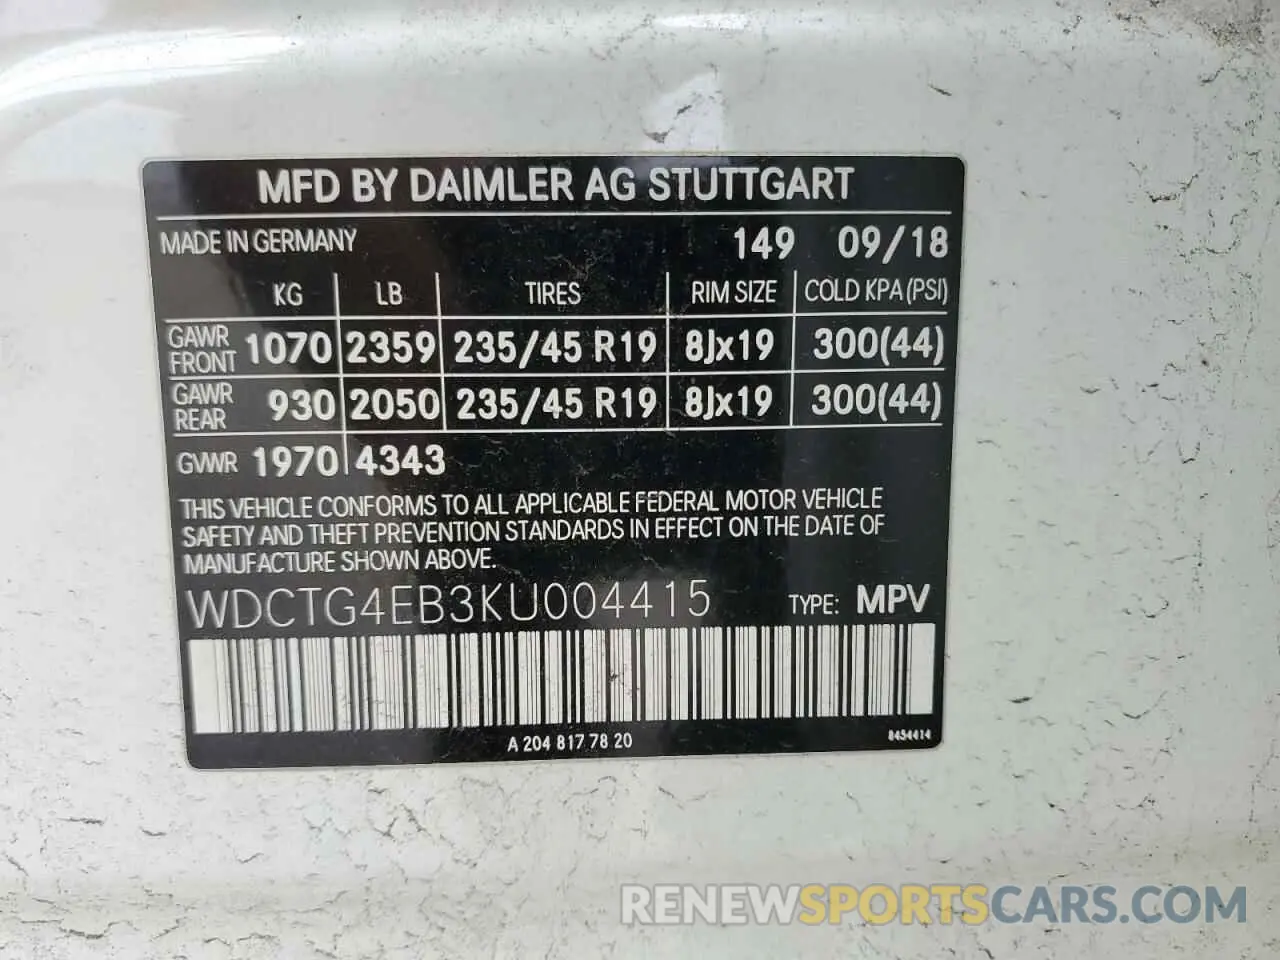 MFD BY DAIMLER AG STUTTGART
MADE IN GERMANY 149 09/18
KG LB TIRES RIM SIZE COLD KPA (PSI)
GAWR FRONT 1070 2359 235/45 R19 8Jx19 300(44)
GAWR REAR 930 2050 235/45 R19 8Jx19 300(44)
GVWR 1970 4343
THIS VEHICLE CONFORMS TO ALL APPLICABLE FEDERAL MOTOR VEHICLE
SAFETY AND THEFT PREVENTION STANDARDS IN EFFECT ON THE DATE OF
MANUFACTURE SHOWN ABOVE.
WDCTG4EB3KU004415 TYPE: MPV
A 204 817 78 20 8454414
RENEWSPORTSCARS.COM